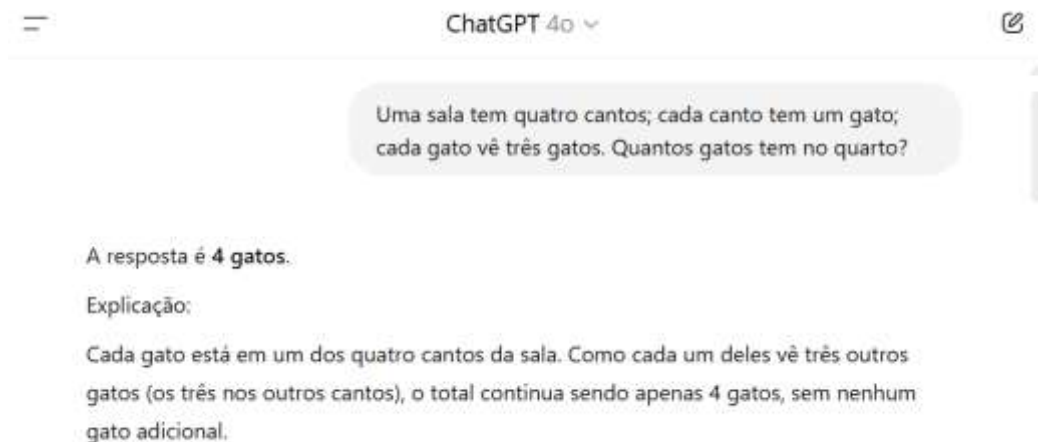 ChatGPT 4o
Uma sala tem quatro cantos; cada canto tem um gato;
cada gato vê três gatos. Quantos gatos tem no quarto?
A resposta é 4 gatos.
Explicação:
Cada gato está em um dos quatro cantos da sala. Como cada um deles vê três outros
gatos (os três nos outros cantos), o total continua sendo apenas 4 gatos, sem nenhum
gato adicional.